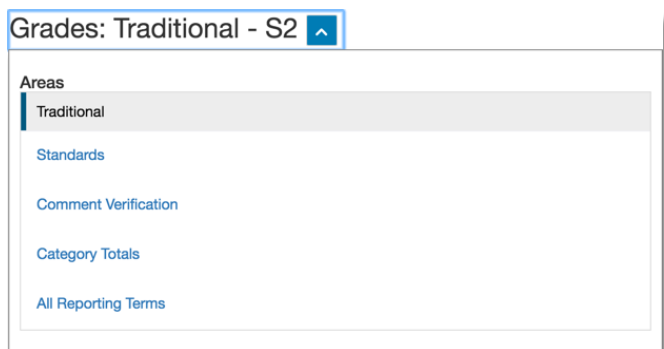 Grades: Traditional - S2
Areas
Traditional
Standards
Comment Verification
Category Totals
All Reporting Terms